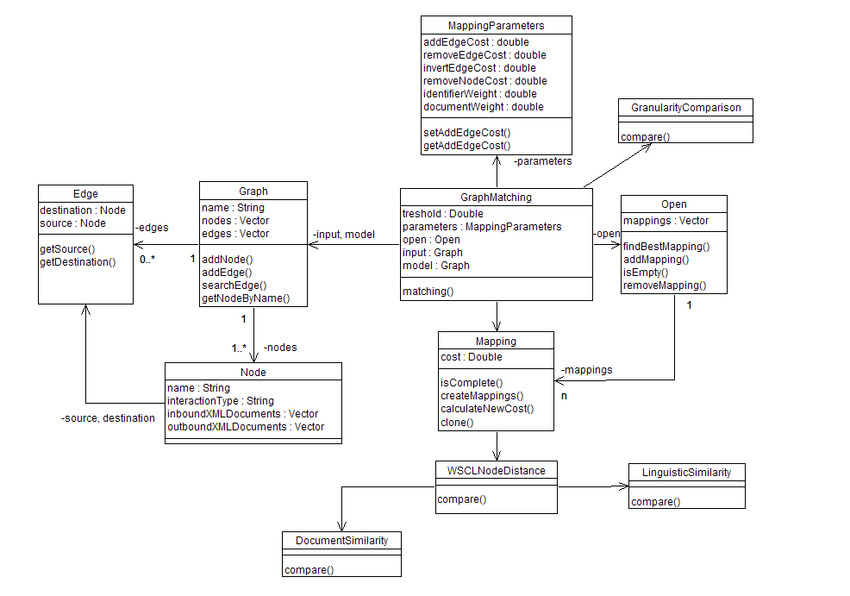 MappingParameters
addEdgeCost : double
removeEdgeCost : double
invertEdgeCost : double
removeNodeCost : double
identifierWeight : double
documentWeight : double
setAddEdgeCost()
getAddEdgeCost()
-parameters
GranularityComparison
compare()
Edge
destination : Node
source : Node
getSource()
getDestination()
-edges
0..*
1
Graph
name : String
nodes : Vector
edges : Vector
addNode()
addEdge()
searchEdge()
getNodeByName()
-input, model
GraphMatching
treshold : Double
parameters : MappingParameters
open : Open
input : Graph
model : Graph
matching()
-open
Open
mappings : Vector
findBestMapping()
addMapping()
isEmpty()
removeMapping()
1
1
1..*
-nodes
Node
name : String
interactionType : String
inboundXMLDocuments : Vector
outboundXMLDocuments : Vector
-source, destination
Mapping
cost : Double
isComplete()
createMappings()
calculateNewCost()
clone()
-mappings
n
WSCLNodeDistance
compare()
LinguisticSimilarity
compare()
DocumentSimilarity
compare()